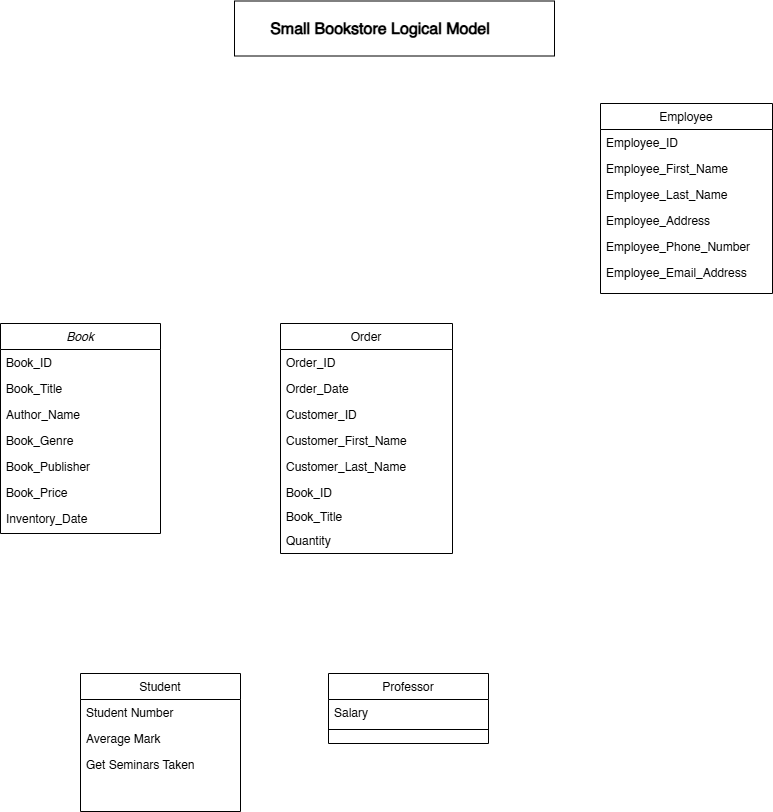 Small Bookstore Logical Model
Employee
Employee_ID
Employee_First_Name
Employee_Last_Name
Employee_Address
Employee_Phone_Number
Employee_Email_Address
Book
Book_ID
Book_Title
Author_Name
Book_Genre
Book_Publisher
Book_Price
Inventory_Date
Order
Order_ID
Order_Date
Customer_ID
Customer_First_Name
Customer_Last_Name
Book_ID
Book_Title
Quantity
Student
Student Number
Average Mark
Get Seminars Taken
Professor
Salary